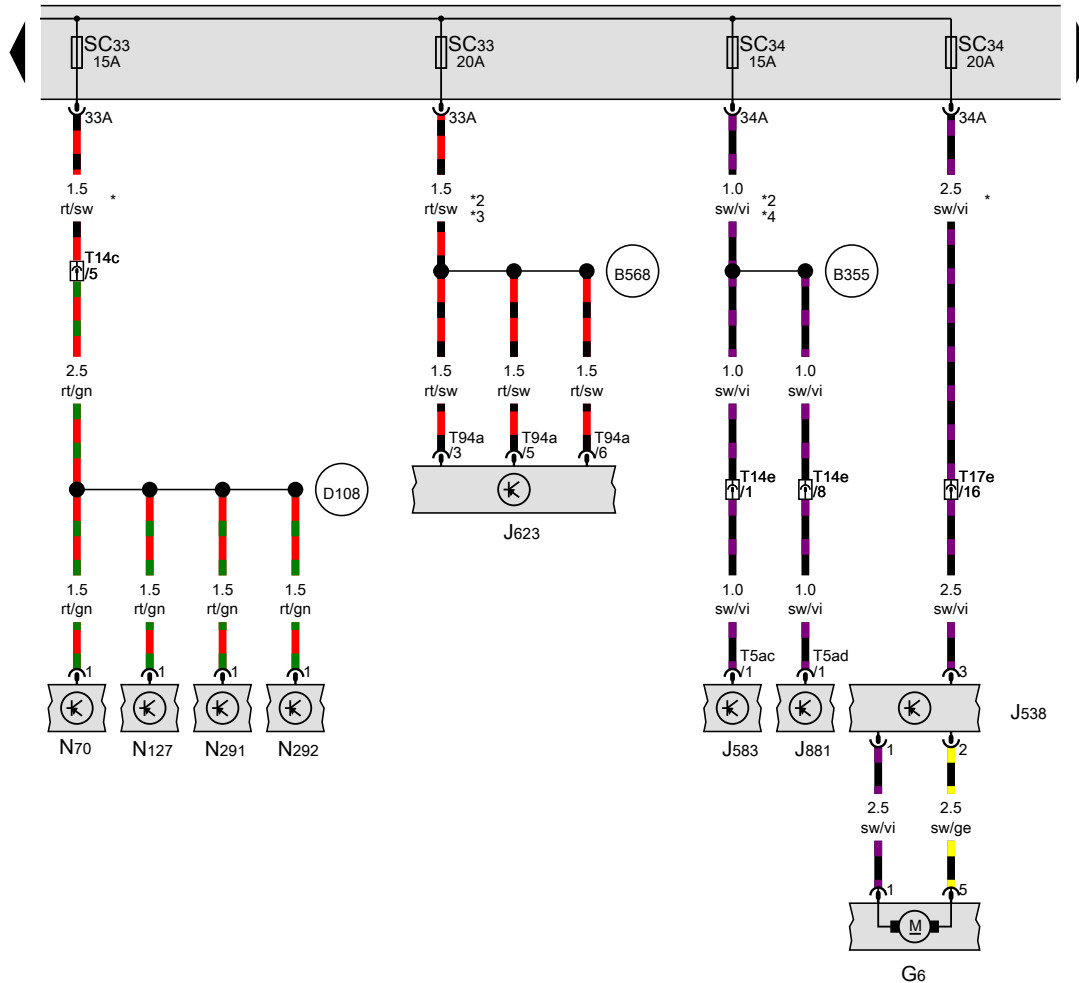 SC33 SC33 SC34 SC34
15A 20A 15A 20A
33A 33A 34A 34A
1.5 1.5 1.0 2.5
rt/sw * rt/sw *2 sw/vi *2 sw/vi *
*3 *4
T14c
/5
B568 B355
2.5 1.5 1.5 1.5 1.0 1.0
rt/gn rt/sw rt/sw rt/sw sw/vi sw/vi
T94a T94a T94a
/3 /5 /6
D108 T14e T14e T17e
/1 /8 /16
J623
1.5 1.5 1.5 1.5 1.0 1.0 2.5
rt/gn rt/gn rt/gn rt/gn sw/vi sw/vi sw/vi
T5ac T5ad
1 1 1 1 /1 /1 3
J538
N70 N127 N291 N292 J583 J881
1 2
2.5 2.5
sw/vi sw/ge
1 5
M
G6